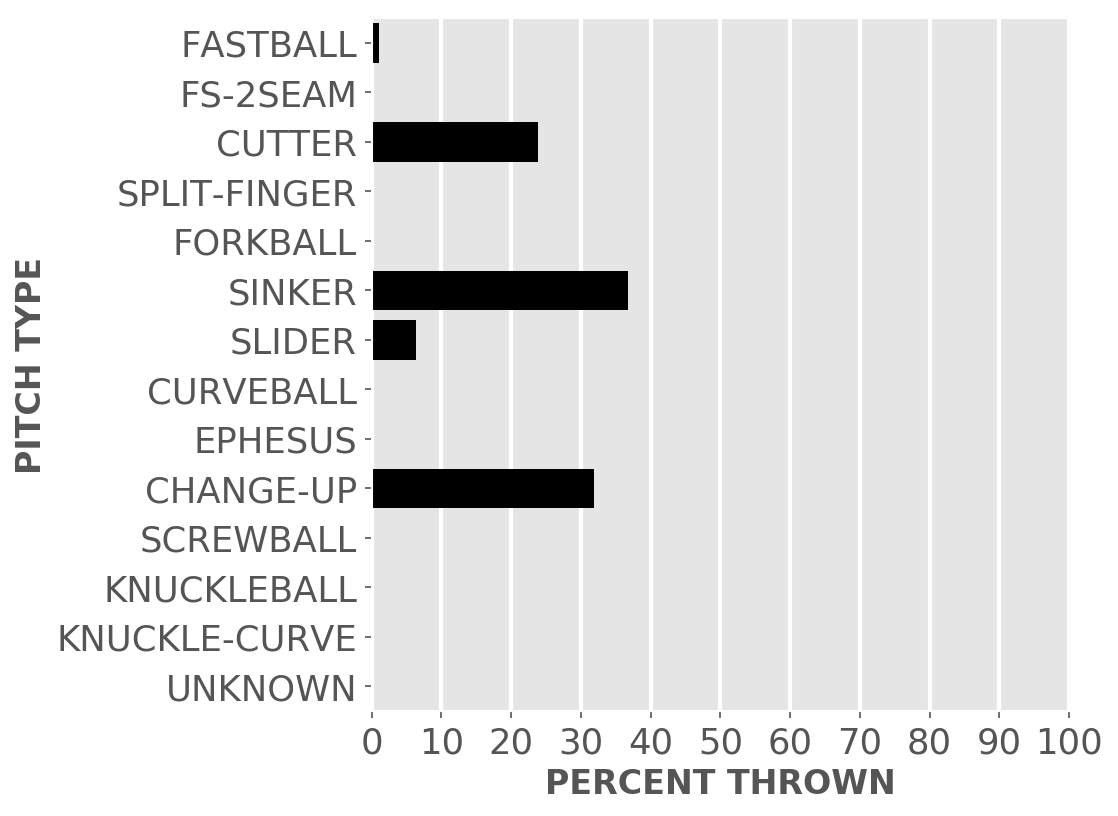 FASTBALL
FS-2SEAM
CUTTER
SPLIT-FINGER
FORKBALL
SINKER
SLIDER
CURVEBALL
EPHESUS
CHANGE-UP
SCREWBALL
KNUCKLEBALL
KNUCKLE-CURVE
UNKNOWN
PITCH TYPE
0 10 20 30 40 50 60 70 80 90 100
PERCENT THROWN